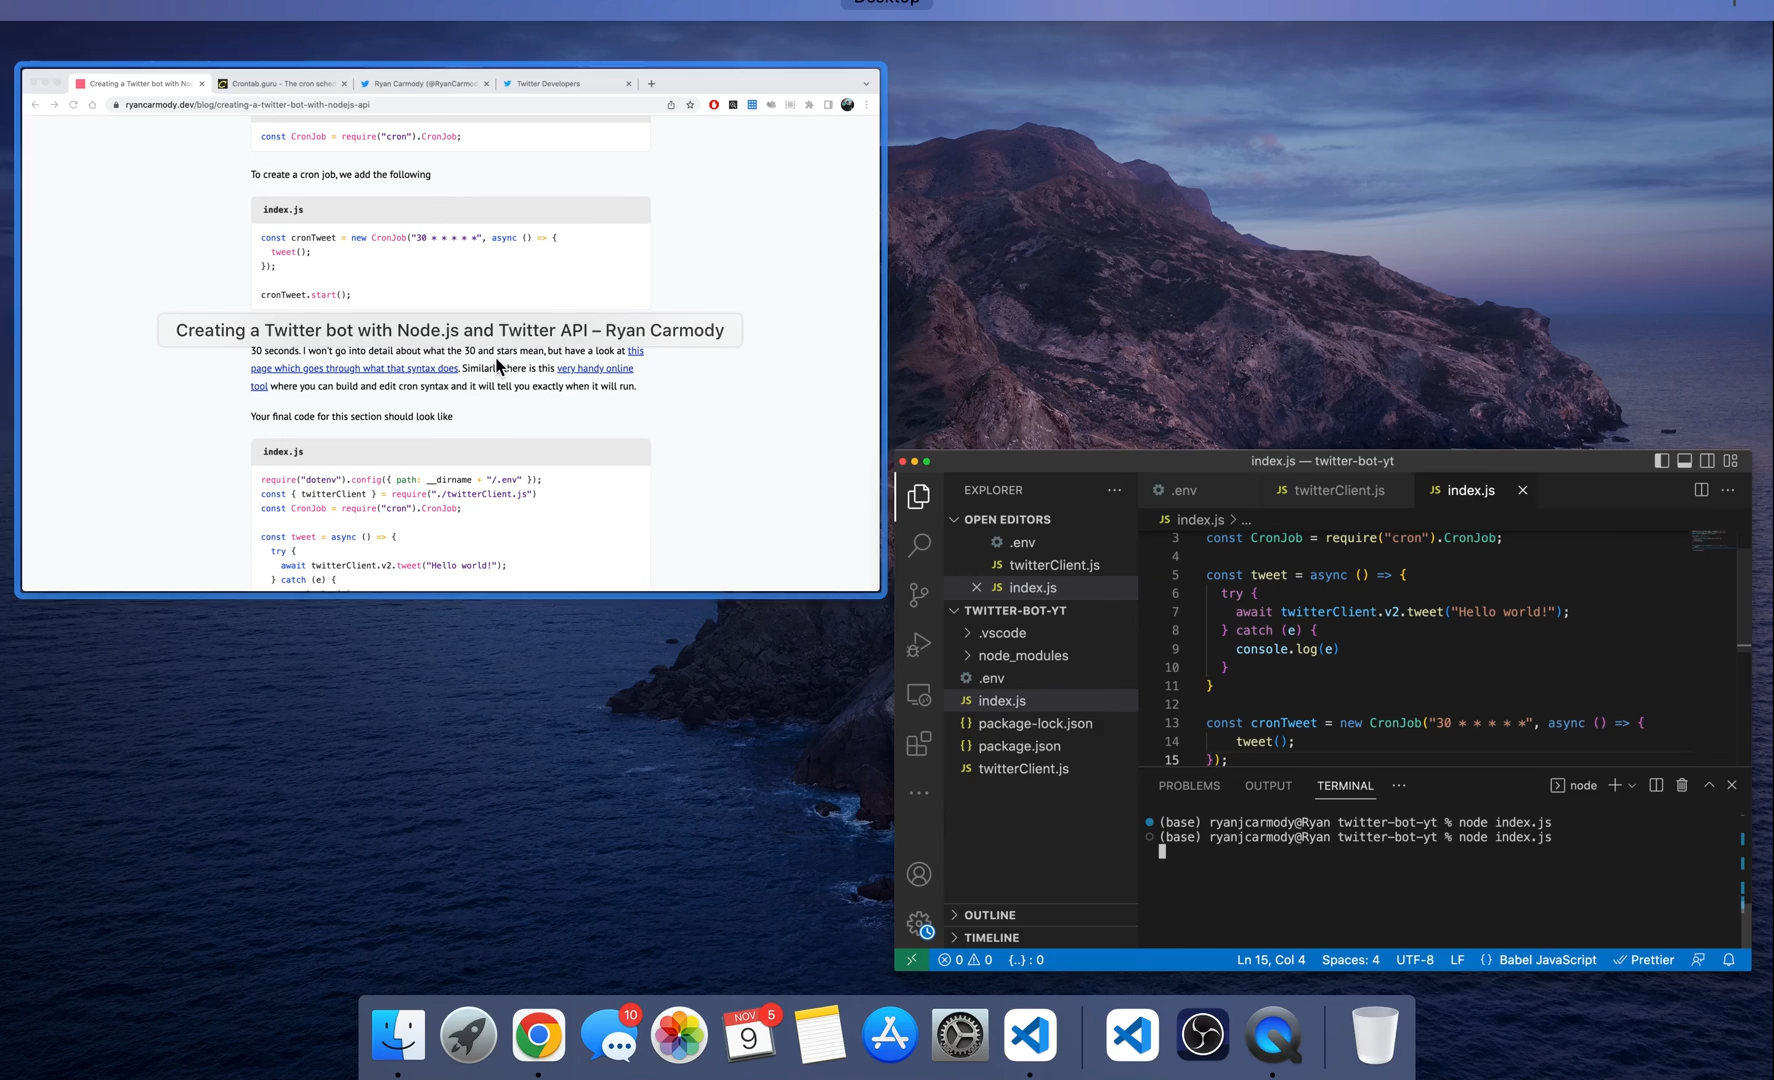 Desktop
Creating a Twitter bot with No
Crontab.guru - The cron sched
Ryan Carmody (@RyanCarmod
Twitter Developers
ryancarmody.dev/blog/creating-a-twitter-bot-with-nodejs-api
const CronJob = require("cron").CronJob;
To create a cron job, we add the following
index.js
const cronTweet = new CronJob("30 * * * * *", async () => {
tweet();
});
cronTweet.start();
Creating a Twitter bot with Node.js and Twitter API – Ryan Carmody
30 seconds. I won't go into detail about what the 30 and stars mean, but have a look at this
page which goes through what that syntax does. Similarl here is this very handy online
tool where you can build and edit cron syntax and it will tell you exactly when it will run.
Your final code for this section should look like
index.js
require("dotenv").config({ path: __dirname + "/.env" });
const { twitterClient } = require("./twitterClient.js")
const CronJob = require("cron").CronJob;
const tweet = async () => {
try {
await twitterClient.v2.tweet("Hello world!");
} catch (e) {
index.js — twitter-bot-yt
EXPLORER
OPEN EDITORS
.env
twitterClient.js
index.js
TWITTER-BOT-YT
.vscode
node_modules
.env
JS index.js
{} package-lock.json
{} package.json
JS twitterClient.js
OUTLINE
TIMELINE
.env
JS twitterClient.js
JS index.js
JS index.js > ...
3 const CronJob = require("cron").CronJob;
4
5 const tweet = async () => {
6 try {
7 await twitterClient.v2.tweet("Hello world!");
8 } catch (e) {
9 console.log(e)
10 }
11 }
12
13 const cronTweet = new CronJob("30 * * * * *", async () => {
14 tweet();
15 });
PROBLEMS OUTPUT TERMINAL ... node
(base) ryanjcarmody@Ryan twitter-bot-yt % node index.js
(base) ryanjcarmody@Ryan twitter-bot-yt % node index.js
0 0 {..} : 0 Ln 15, Col 4 Spaces: 4 UTF-8 LF {} Babel JavaScript Prettier
10
NOV
9
5